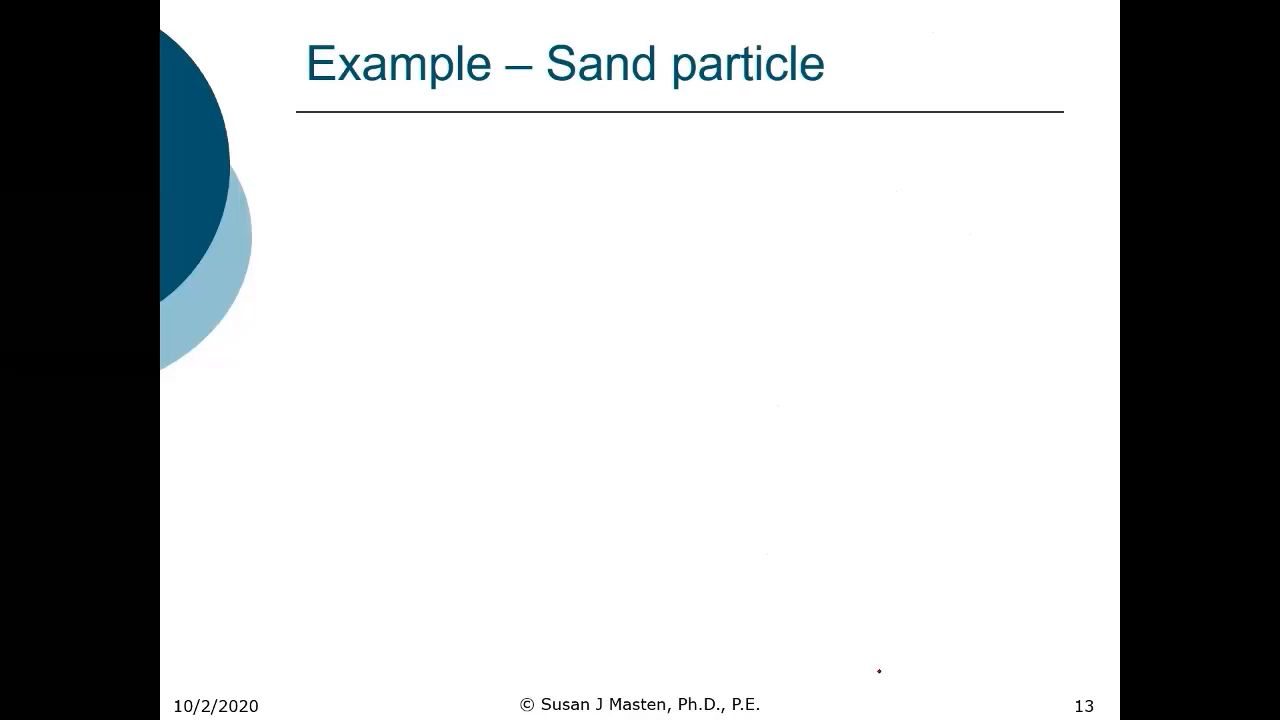 Example – Sand particle
10/2/2020
© Susan J Masten, Ph.D., P.E.
13